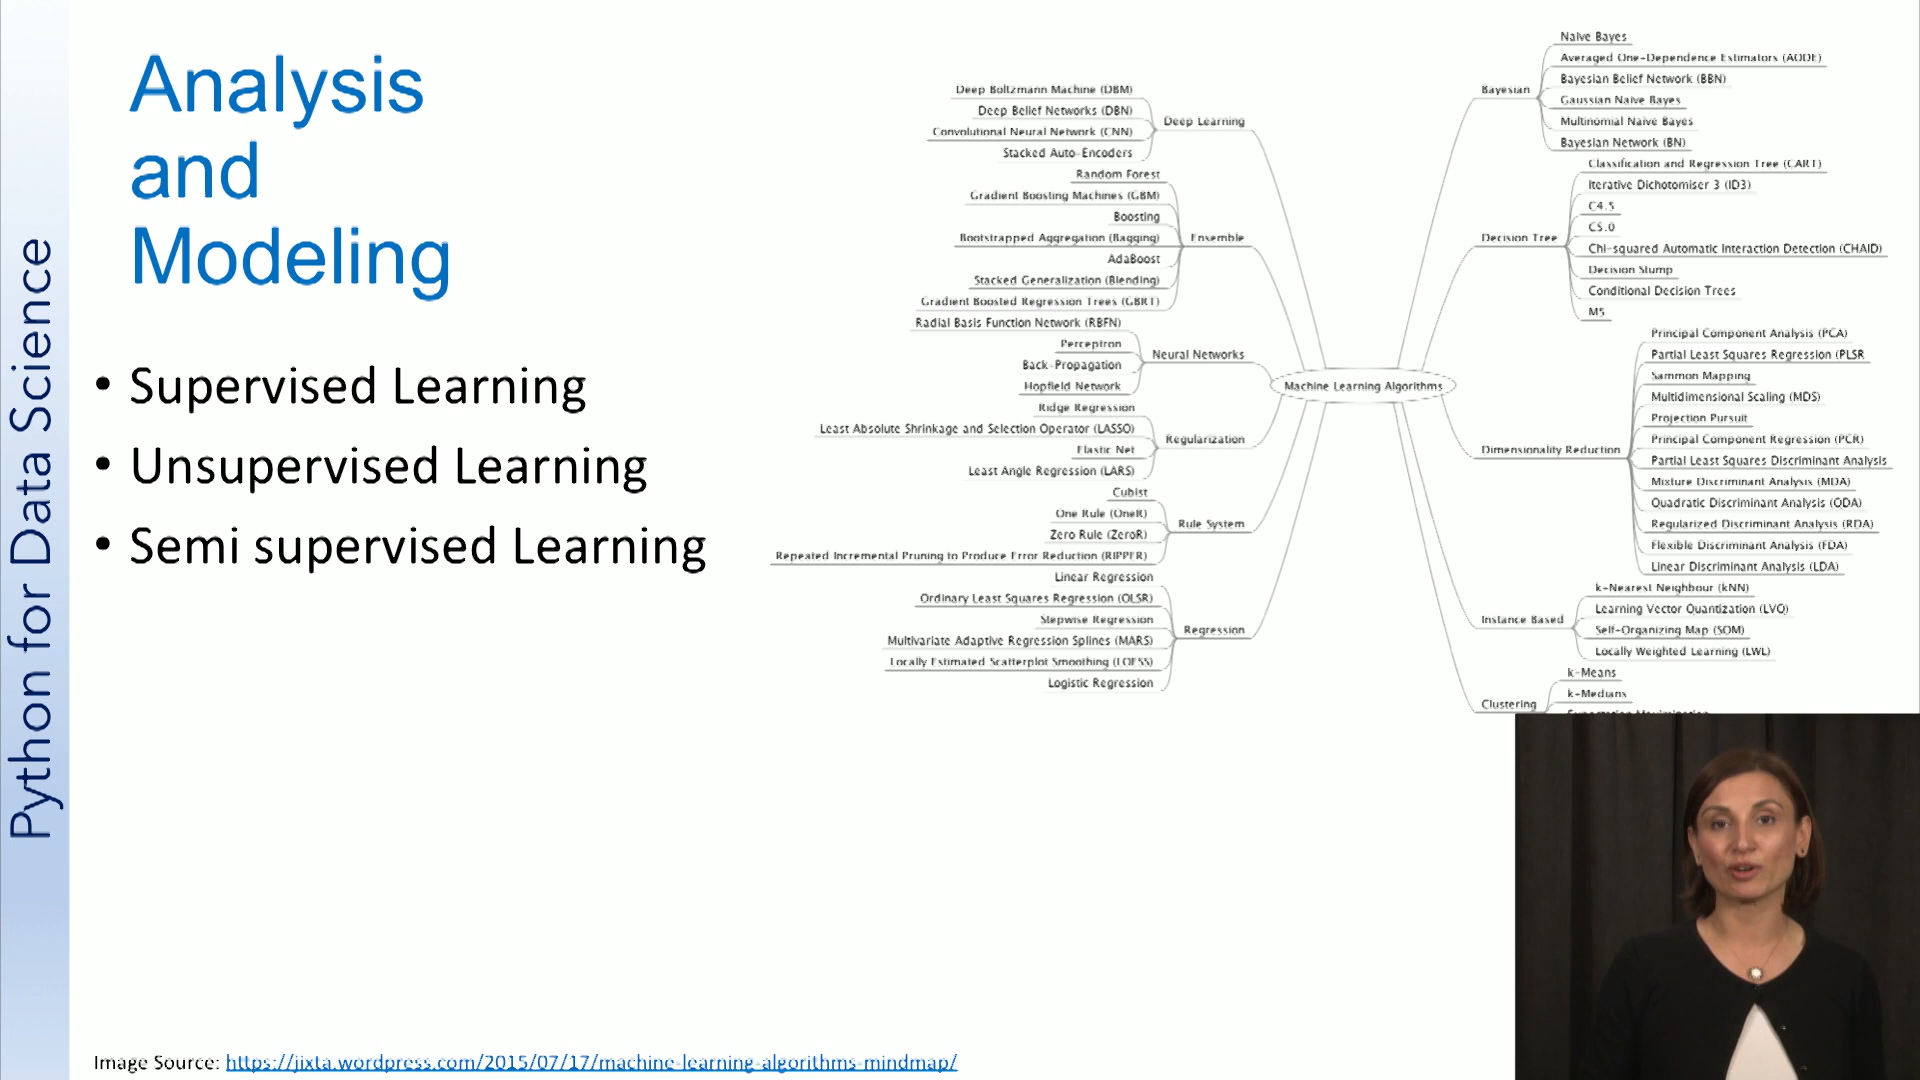 Python for Data Science
Analysis
and
Modeling
• Supervised Learning
• Unsupervised Learning
• Semi supervised Learning
Deep Boltzmann Machine (DBM)
Deep Belief Networks (DBN)
Convolutional Neural Network (CNN)
Stacked Auto-Encoders
Deep Learning
Random Forest
Gradient Boosting Machines (GBM)
Boosting
Bootstrapped Aggregation (Bagging)
AdaBoost
Stacked Generalization (Blending)
Gradient Boosted Regression Trees (GBRT)
Ensemble
Radial Basis Function Network (RBFN)
Perceptron
Back-Propagation
Hopfield Network
Neural Networks
Ridge Regression
Least Absolute Shrinkage and Selection Operator (LASSO)
Elastic Net
Least Angle Regression (LARS)
Regularization
Cubist
One Rule (OneR)
Zero Rule (ZeroR)
Repeated Incremental Pruning to Produce Error Reduction (RIPPER)
Rule System
Linear Regression
Ordinary Least Squares Regression (OLSR)
Stepwise Regression
Multivariate Adaptive Regression Splines (MARS)
Locally Estimated Scatterplot Smoothing (LOESS)
Logistic Regression
Regression
Machine Learning Algorithms
Bayesian
Naive Bayes
Averaged One-Dependence Estimators (AODE)
Bayesian Belief Network (BBN)
Gaussian Naive Bayes
Multinomial Naive Bayes
Bayesian Network (BN)
Decision Tree
Classification and Regression Tree (CART)
Iterative Dichotomiser 3 (ID3)
C4.5
C5.0
Chi-squared Automatic Interaction Detection (CHAID)
Decision Stump
Conditional Decision Trees
M5
Dimensionality Reduction
Principal Component Analysis (PCA)
Partial Least Squares Regression (PLSR
Sammon Mapping
Multidimensional Scaling (MDS)
Projection Pursuit
Principal Component Regression (PCR)
Partial Least Squares Discriminant Analysis
Mixture Discriminant Analysis (MDA)
Quadratic Discriminant Analysis (QDA)
Regularized Discriminant Analysis (RDA)
Flexible Discriminant Analysis (FDA)
Linear Discriminant Analysis (LDA)
Instance Based
k-Nearest Neighbour (kNN)
Learning Vector Quantization (LVQ)
Self-Organizing Map (SOM)
Locally Weighted Learning (LWL)
Clustering
k-Means
k-Medians
Image Source: https://jixta.wordpress.com/2015/07/17/machine-learning-algorithms-mindmap/